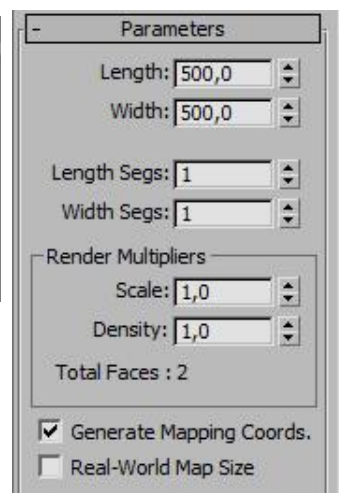 - Parameters
Length: 500,0
Width: 500,0
Length Segs: 1
Width Segs: 1
Render Multipliers
Scale: 1,0
Density: 1,0
Total Faces : 2
Generate Mapping Coords.
Real-World Map Size